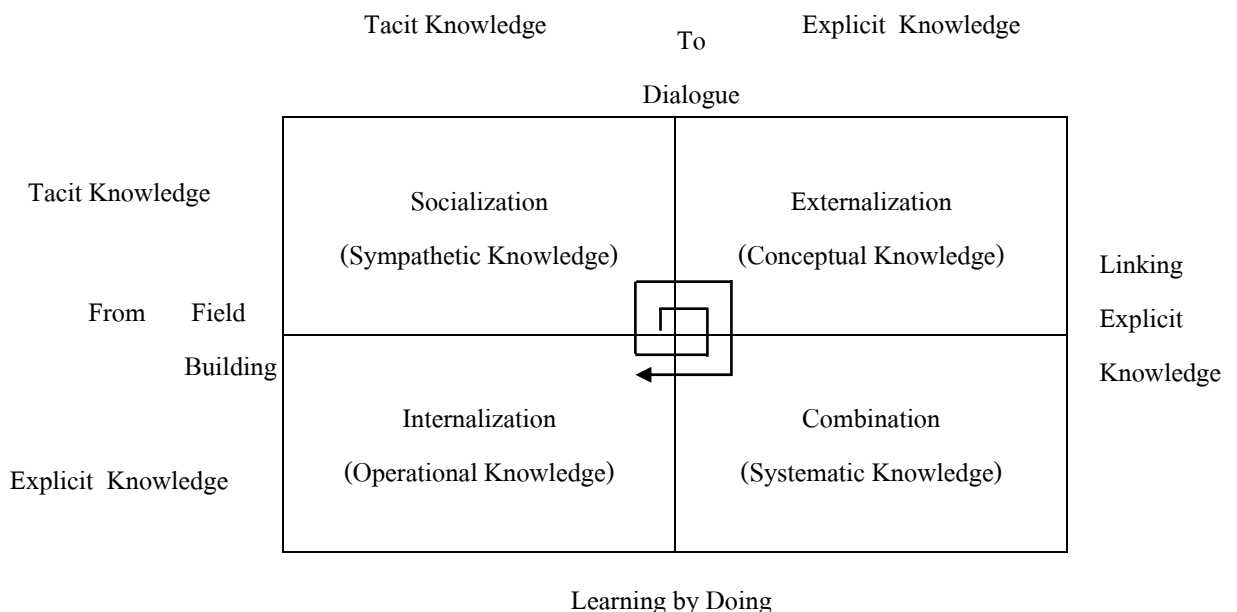 Tacit Knowledge To Explicit Knowledge
Dialogue
Tacit Knowledge
Socialization
(Sympathetic Knowledge)
Externalization
(Conceptual Knowledge)
From Field
Building
Linking
Explicit
Knowledge
Explicit Knowledge
Internalization
(Operational Knowledge)
Combination
(Systematic Knowledge)
Learning by Doing